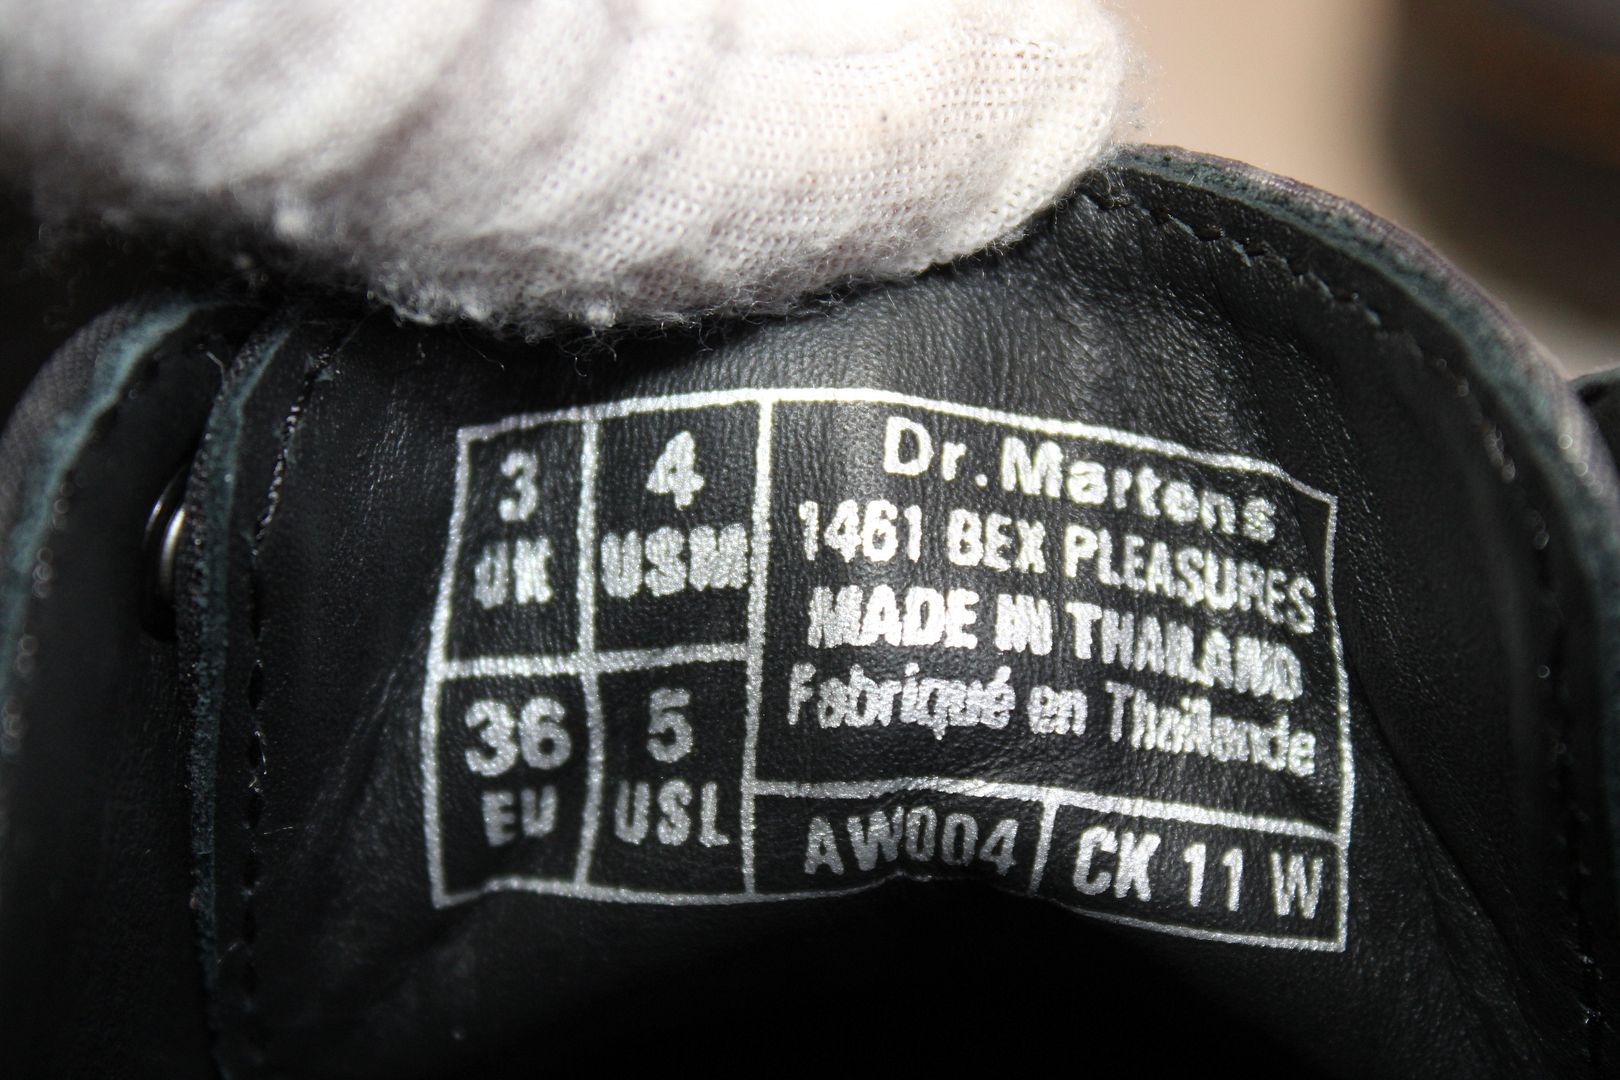 3
UK
4
USM
36
EU
5
USL
Dr. Martens
1461 BEX PLEASURES
MADE IN THAILAND
Fabriqué en Thaïlande
AW004
CK 11 W